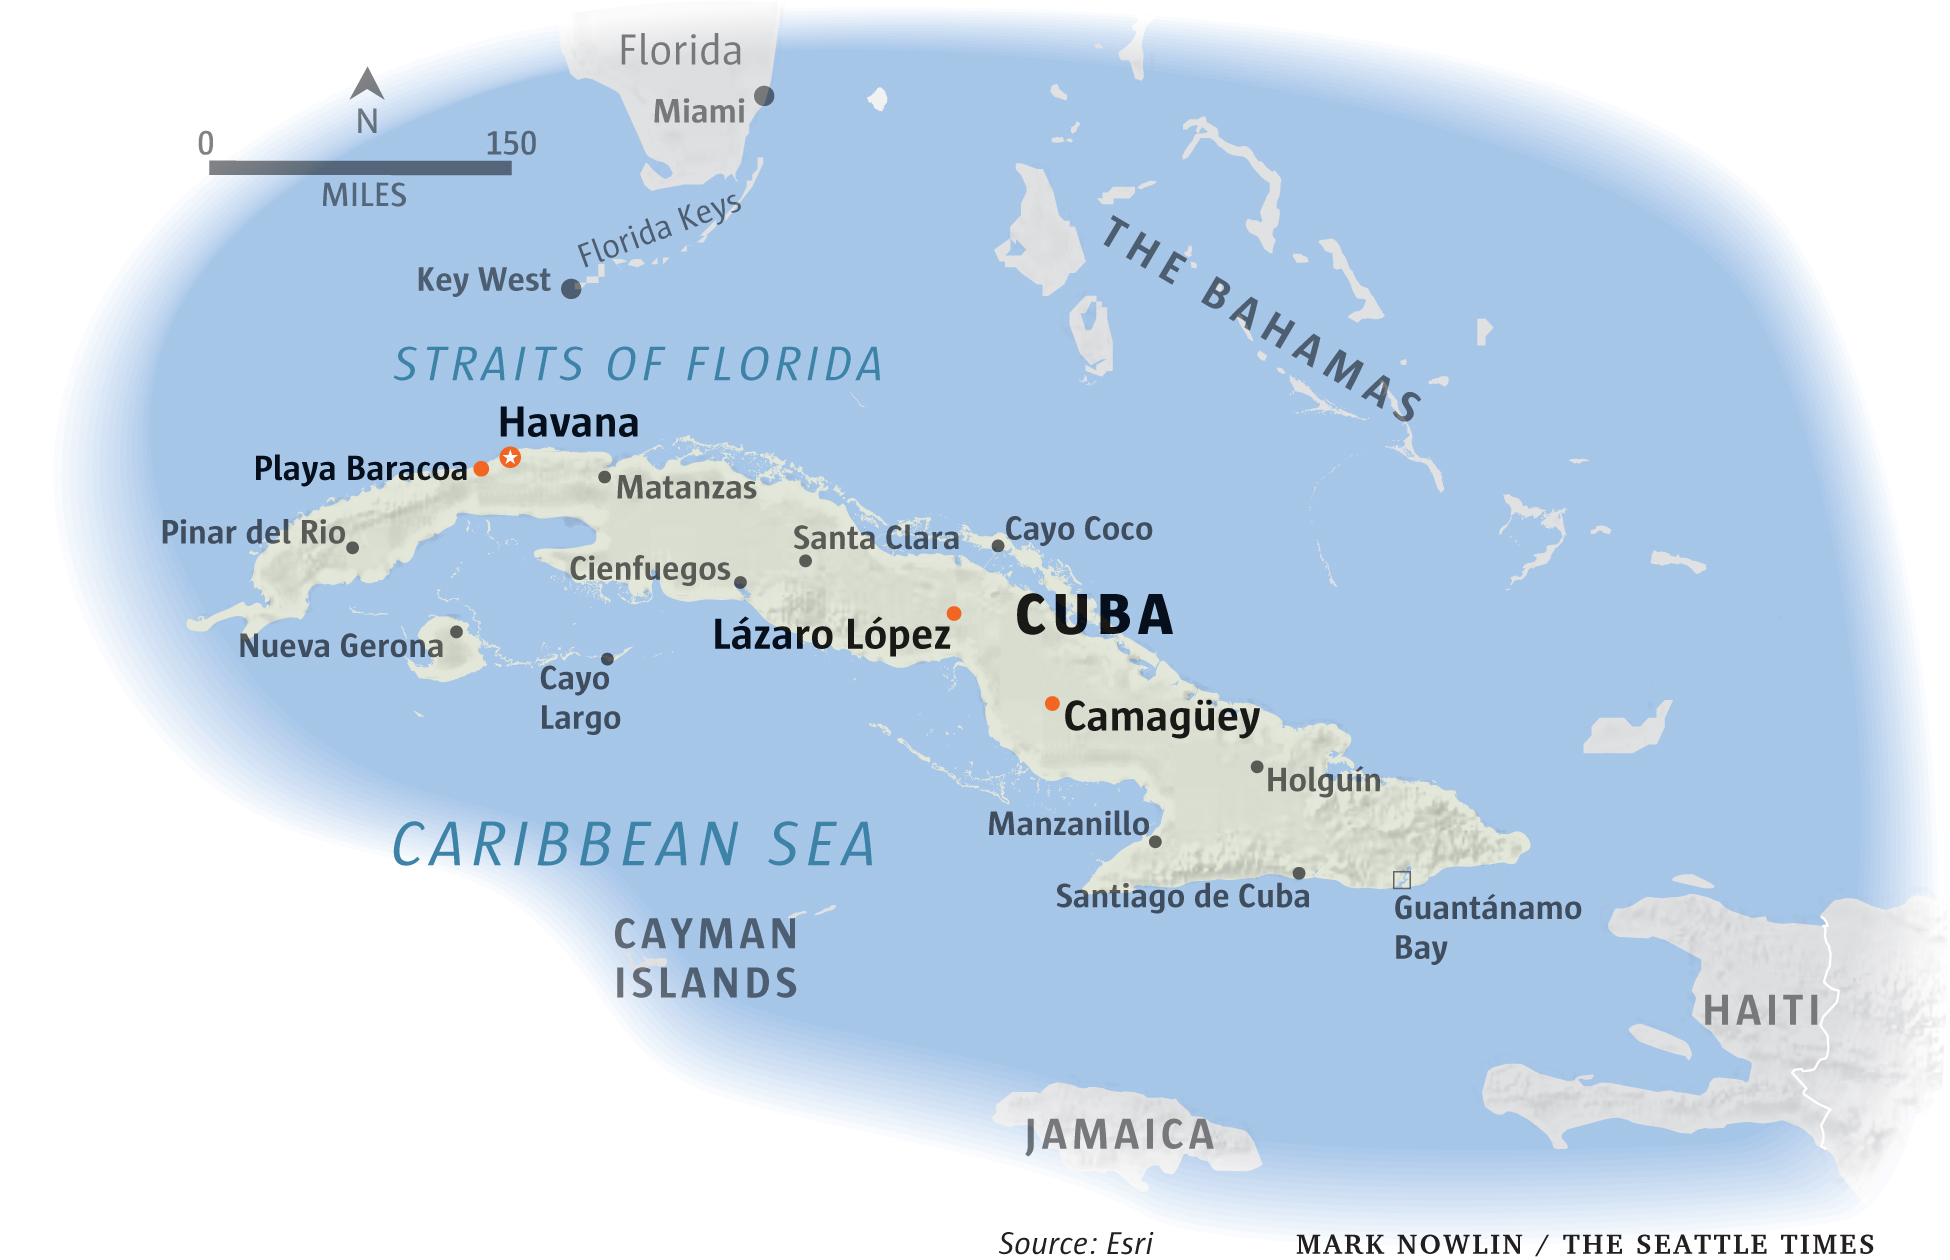 Florida
Miami
N
0 150
MILES
Florida Keys
Key West
THE BAHAMAS
STRAITS OF FLORIDA
Havana
Playa Baracoa
Matanzas
Pinar del Rio
Santa Clara
Cayo Coco
Cienfuegos
CUBA
Lázaro López
Nueva Gerona
Cayo
Largo
Camagüey
Holguín
Manzanillo
CARIBBEAN SEA
Santiago de Cuba
Guantánamo
Bay
CAYMAN
ISLANDS
HAITI
JAMAICA
Source: Esri
MARK NOWLIN / THE SEATTLE TIMES